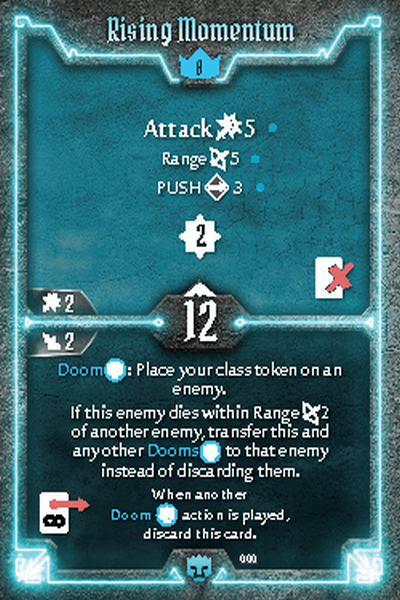 Rising Momentum
8
Attack 5
Range 5
PUSH 3
2
2
12
2
Doom : Place your class token on an
enemy.
If this enemy dies within Range 2
of another enemy, transfer this and
any other Dooms to that enemy
instead of discarding them.
When another
Doom action is played,
discard this card.
000